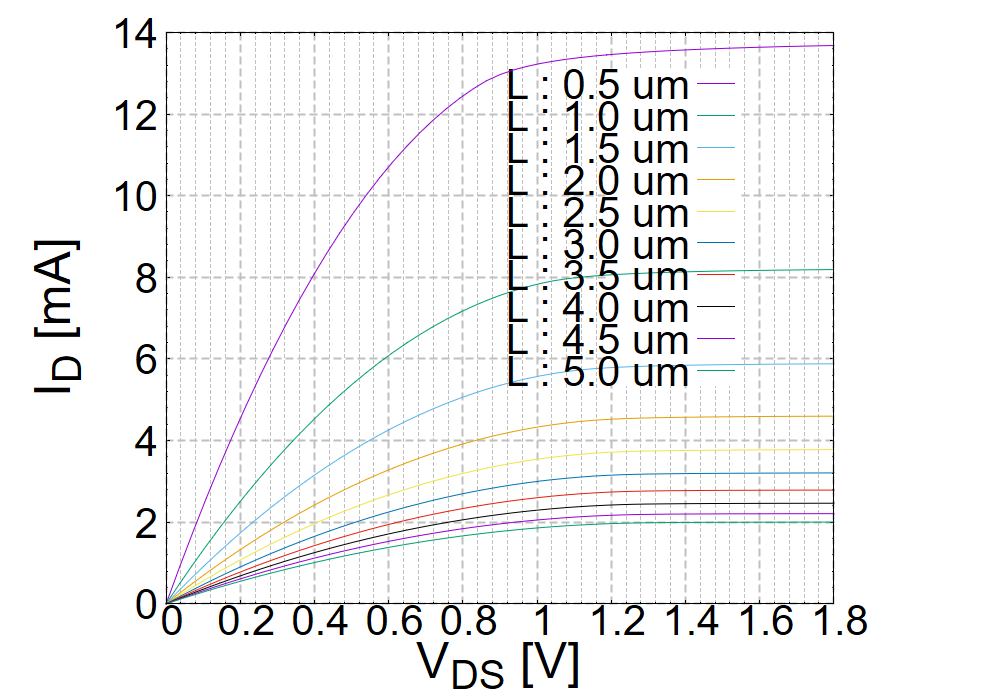 14
12
10
8
6
4
2
0
I_D [mA]
L : 0.5 um
L : 1.0 um
L : 1.5 um
L : 2.0 um
L : 2.5 um
L : 3.0 um
L : 3.5 um
L : 4.0 um
L : 4.5 um
L : 5.0 um
0 0.2 0.4 0.6 0.8 1 1.2 1.4 1.6 1.8
V_DS [V]